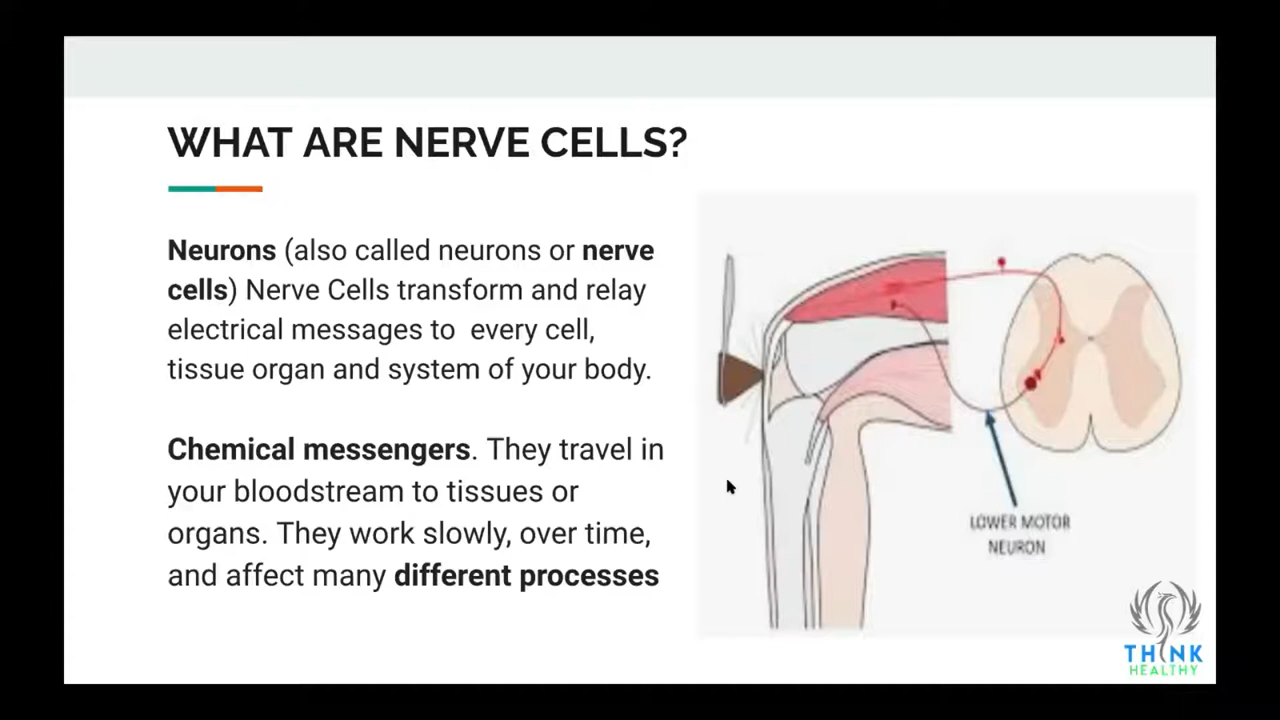 WHAT ARE NERVE CELLS?
Neurons (also called neurons or nerve
cells) Nerve Cells transform and relay
electrical messages to  every cell,
tissue organ and system of your body.
Chemical messengers. They travel in
your bloodstream to tissues or
organs. They work slowly, over time,
and affect many different processes
LOWER MOTOR
NEURON
THINK
HEALTHY